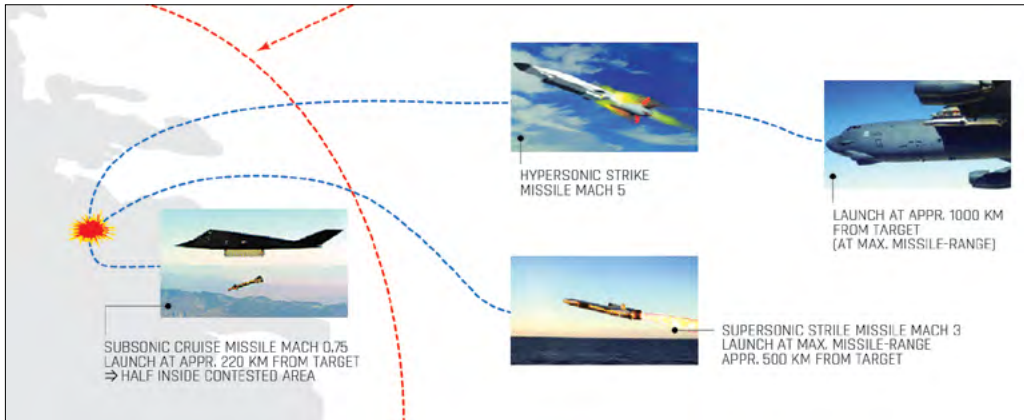 HYPERSONIC STRIKE
MISSILE MACH 5
LAUNCH AT APPR. 1000 KM
FROM TARGET
(AT MAX. MISSILE-RANGE)
SUBSONIC CRUISE MISSILE MACH 0.75
LAUNCH AT APPR. 220 KM FROM TARGET
⇒ HALF INSIDE CONTESTED AREA
SUPERSONIC STRILE MISSILE MACH 3
LAUNCH AT MAX. MISSILE-RANGE
APPR. 500 KM FROM TARGET